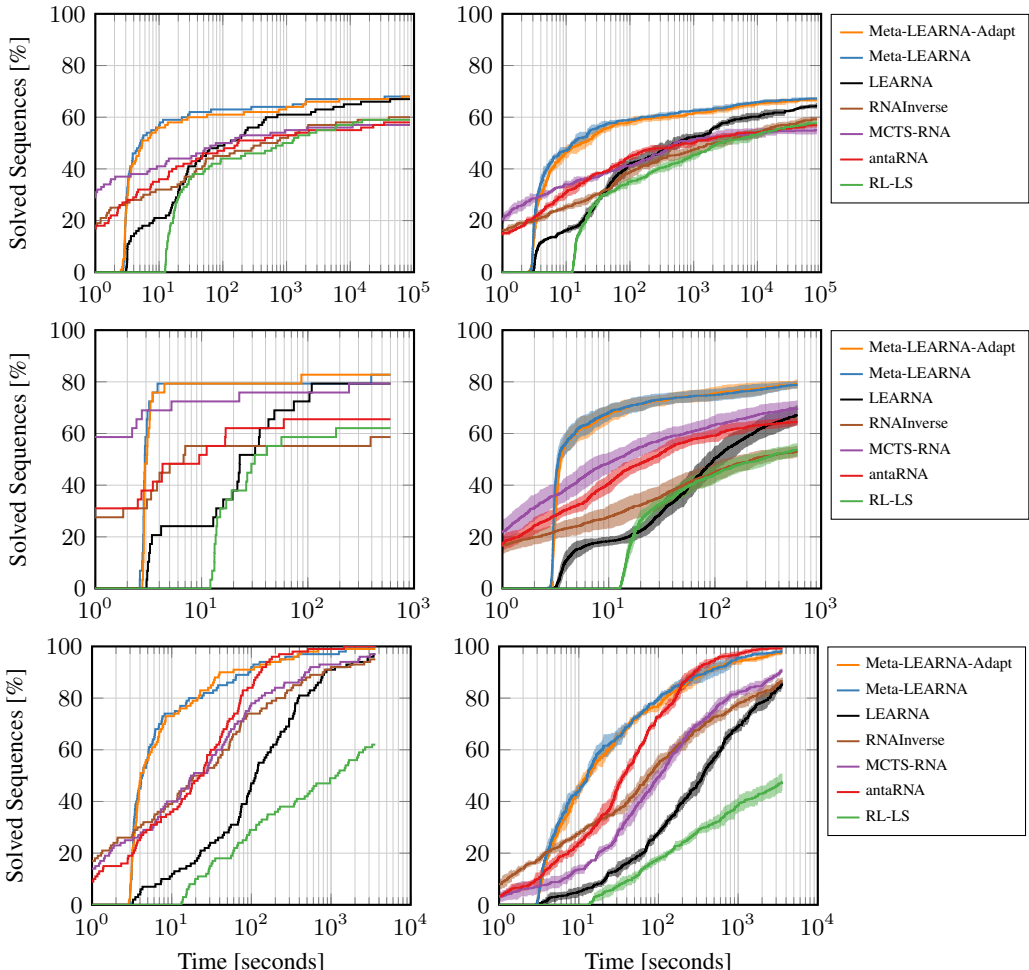 Solved Sequences [%]
100
80
60
40
20
0
10^0
10^1
10^2
10^3
10^4
10^5
100
80
60
40
20
0
10^0
10^1
10^2
10^3
10^4
10^5
Meta-LEARNA-Adapt
Meta-LEARNA
LEARNA
RNAInverse
MCTS-RNA
antaRNA
RL-LS
Solved Sequences [%]
100
80
60
40
20
0
10^0
10^1
10^2
10^3
100
80
60
40
20
0
10^0
10^1
10^2
10^3
Meta-LEARNA-Adapt
Meta-LEARNA
LEARNA
RNAInverse
MCTS-RNA
antaRNA
RL-LS
Solved Sequences [%]
100
80
60
40
20
0
10^0
10^1
10^2
10^3
10^4
Time [seconds]
100
80
60
40
20
0
10^0
10^1
10^2
10^3
10^4
Time [seconds]
Meta-LEARNA-Adapt
Meta-LEARNA
LEARNA
RNAInverse
MCTS-RNA
antaRNA
RL-LS